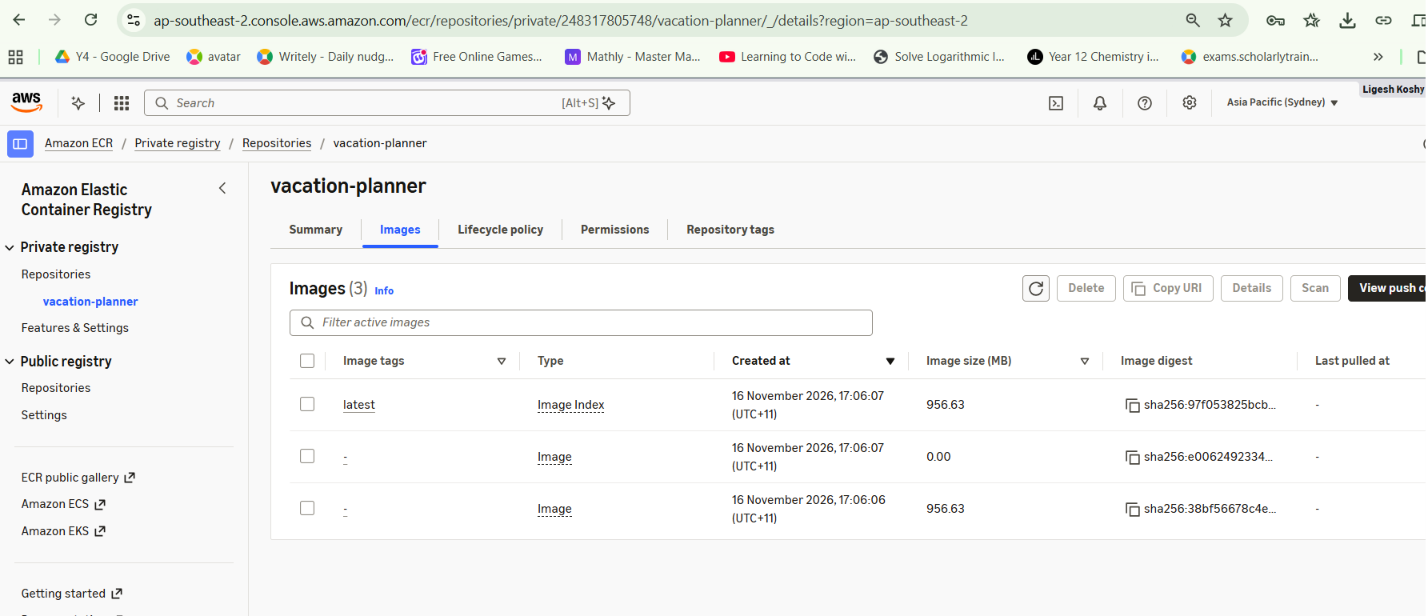 ap-southeast-2.console.aws.amazon.com/ecr/repositories/private/248317805748/vacation-planner/_/details?region=ap-southeast-2
Y4 - Google Drive avatar Writely - Daily nudg... Free Online Games... Mathly - Master Ma... Learning to Code wi... Solve Logarithmic I... Year 12 Chemistry i... exams.scholarlytrain... »
aws Search [Alt+S] Asia Pacific (Sydney) Ligesh Koshy
Amazon ECR / Private registry / Repositories / vacation-planner
Amazon Elastic
Container Registry
Private registry
Repositories
vacation-planner
Features & Settings
Public registry
Repositories
Settings
ECR public gallery
Amazon ECS
Amazon EKS
Getting started
vacation-planner
Summary Images Lifecycle policy Permissions Repository tags
Images (3) Info Delete Copy URI Details Scan View push
Filter active images
Image tags Type Created at Image size (MB) Image digest Last pulled at
latest Image Index 16 November 2026, 17:06:07 956.63 sha256:97f053825bcb... -
(UTC+11)
- Image 16 November 2026, 17:06:07 0.00 sha256:e0062492334... -
(UTC+11)
- Image 16 November 2026, 17:06:06 956.63 sha256:38bf56678c4e... -
(UTC+11)